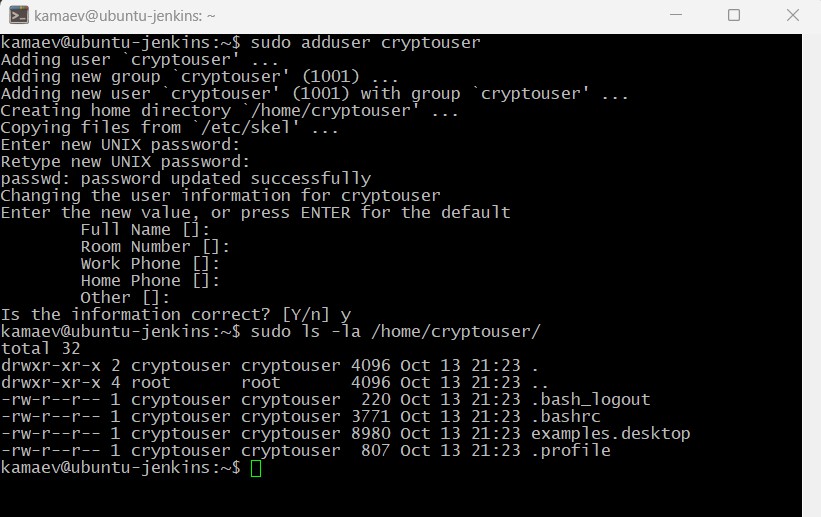 kamaev@ubuntu-jenkins: ~
kamaev@ubuntu-jenkins:~$ sudo adduser cryptouser
Adding user `cryptouser' ...
Adding new group `cryptouser' (1001) ...
Adding new user `cryptouser' (1001) with group `cryptouser' ...
Creating home directory `/home/cryptouser' ...
Copying files from `/etc/skel' ...
Enter new UNIX password:
Retype new UNIX password:
passwd: password updated successfully
Changing the user information for cryptouser
Enter the new value, or press ENTER for the default
        Full Name []:
        Room Number []:
        Work Phone []:
        Home Phone []:
        Other []:
Is the information correct? [Y/n] y
kamaev@ubuntu-jenkins:~$ sudo ls -la /home/cryptouser/
total 32
drwxr-xr-x 2 cryptouser cryptouser 4096 Oct 13 21:23 .
drwxr-xr-x 4 root       root       4096 Oct 13 21:23 ..
-rw-r--r-- 1 cryptouser cryptouser  220 Oct 13 21:23 .bash_logout
-rw-r--r-- 1 cryptouser cryptouser 3771 Oct 13 21:23 .bashrc
-rw-r--r-- 1 cryptouser cryptouser 8980 Oct 13 21:23 examples.desktop
-rw-r--r-- 1 cryptouser cryptouser  807 Oct 13 21:23 .profile
kamaev@ubuntu-jenkins:~$